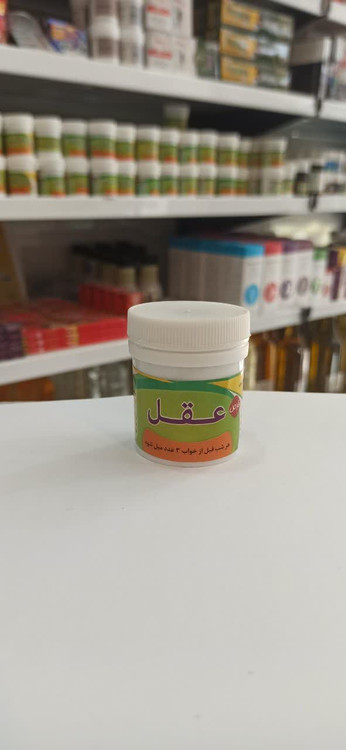 عقل
هر شب قبل از خواب ۳ عدد میل شود